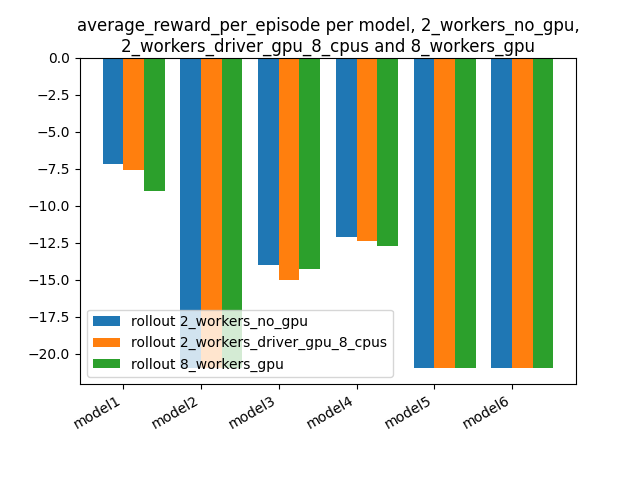 average_reward_per_episode per model, 2_workers_no_gpu,
2_workers_driver_gpu_8_cpus and 8_workers_gpu
0.0
−2.5
−5.0
−7.5
−10.0
−12.5
−15.0
−17.5
−20.0
rollout 2_workers_no_gpu
rollout 2_workers_driver_gpu_8_cpus
rollout 8_workers_gpu
model1
model2
model3
model4
model5
model6